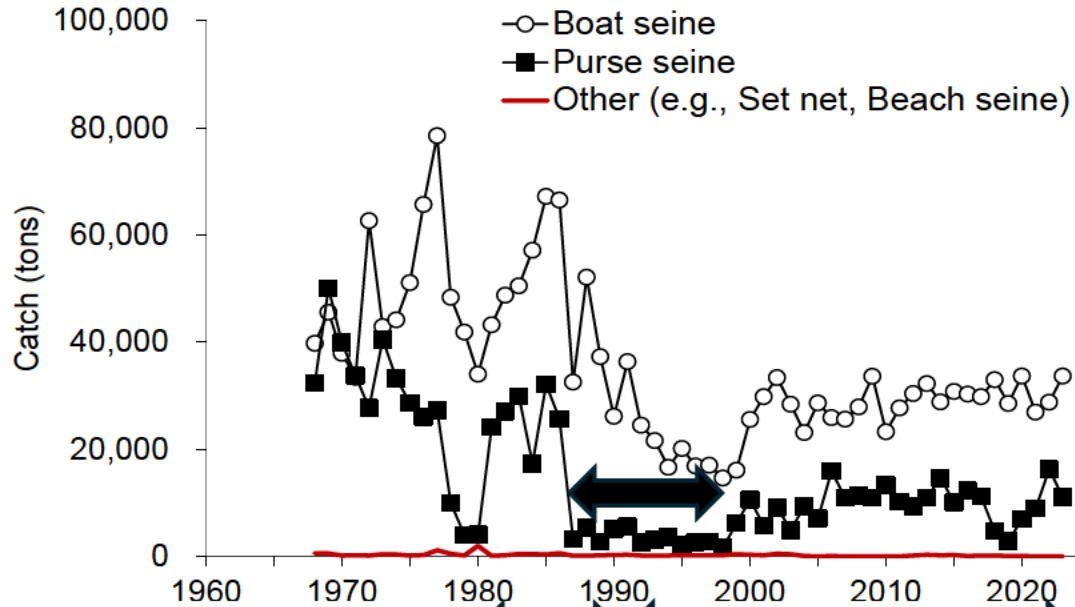 100,000
80,000
60,000
40,000
20,000
0
Catch (tons)
Boat seine
Purse seine
Other (e.g., Set net, Beach seine)
1960 1970 1980 1990 2000 2010 2020